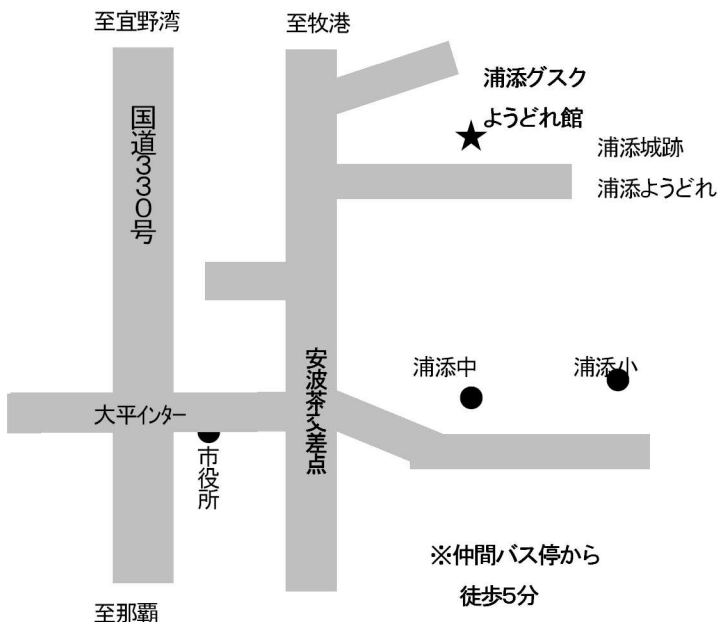 至宜野湾
至牧港
浦添グスク
ようどれ館
国道330号
浦添城跡
浦添ようどれ
安波茶交差点
浦添中
浦添小
大平インター
市役所
※仲間バス停から
徒歩5分
至那覇